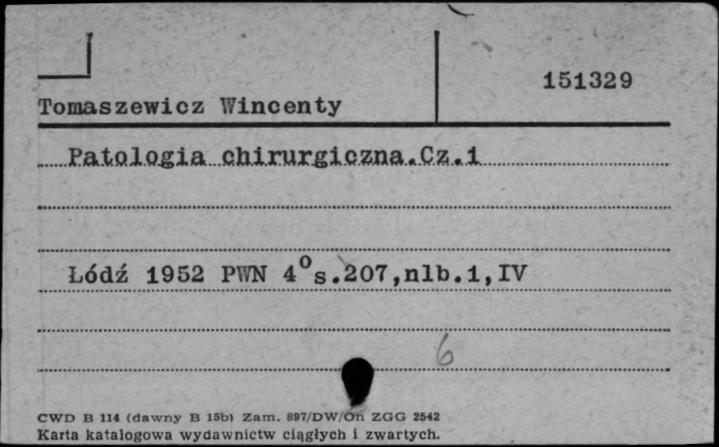 151329
Tomaszewicz Wincenty
Patologia chirurgiczna.Cz.1
Łódź 1952 PWN 4°s.207,nlb.1,IV
6
CWD B 114 (dawny B 15b) Zam. 897/DW/On ZGG 2542
Karta katalogowa wydawnictw ciągłych i zwartych.